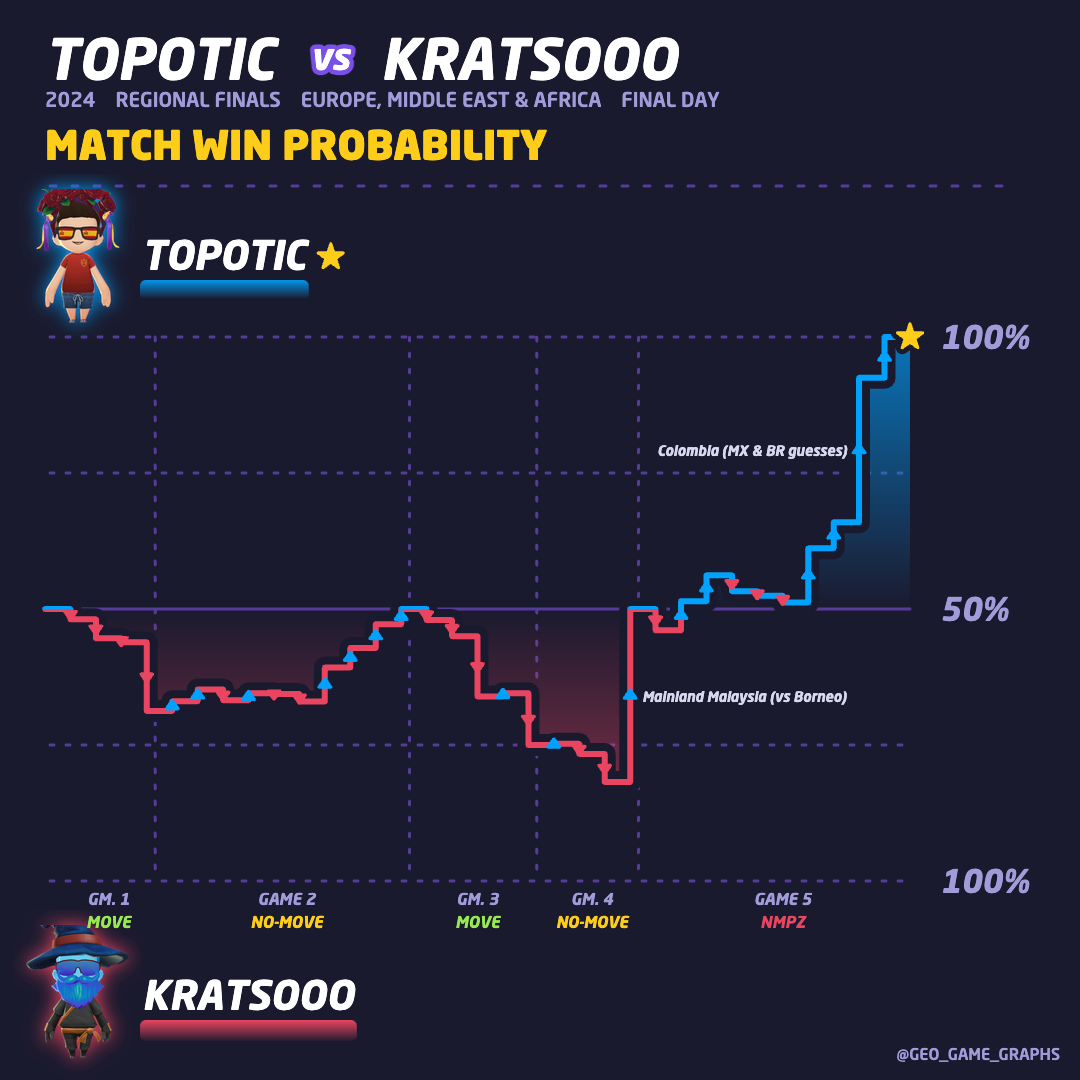 TOPOTIC VS KRATSOOO
2024 REGIONAL FINALS EUROPE, MIDDLE EAST & AFRICA FINAL DAY
MATCH WIN PROBABILITY
TOPOTIC
100%
Colombia (MX & BR guesses)
50%
Mainland Malaysia (vs Borneo)
100%
GM. 1 GAME 2 GM. 3 GM. 4 GAME 5
MOVE NO-MOVE MOVE NO-MOVE NMPZ
KRATSOOO
@GEO_GAME_GRAPHS